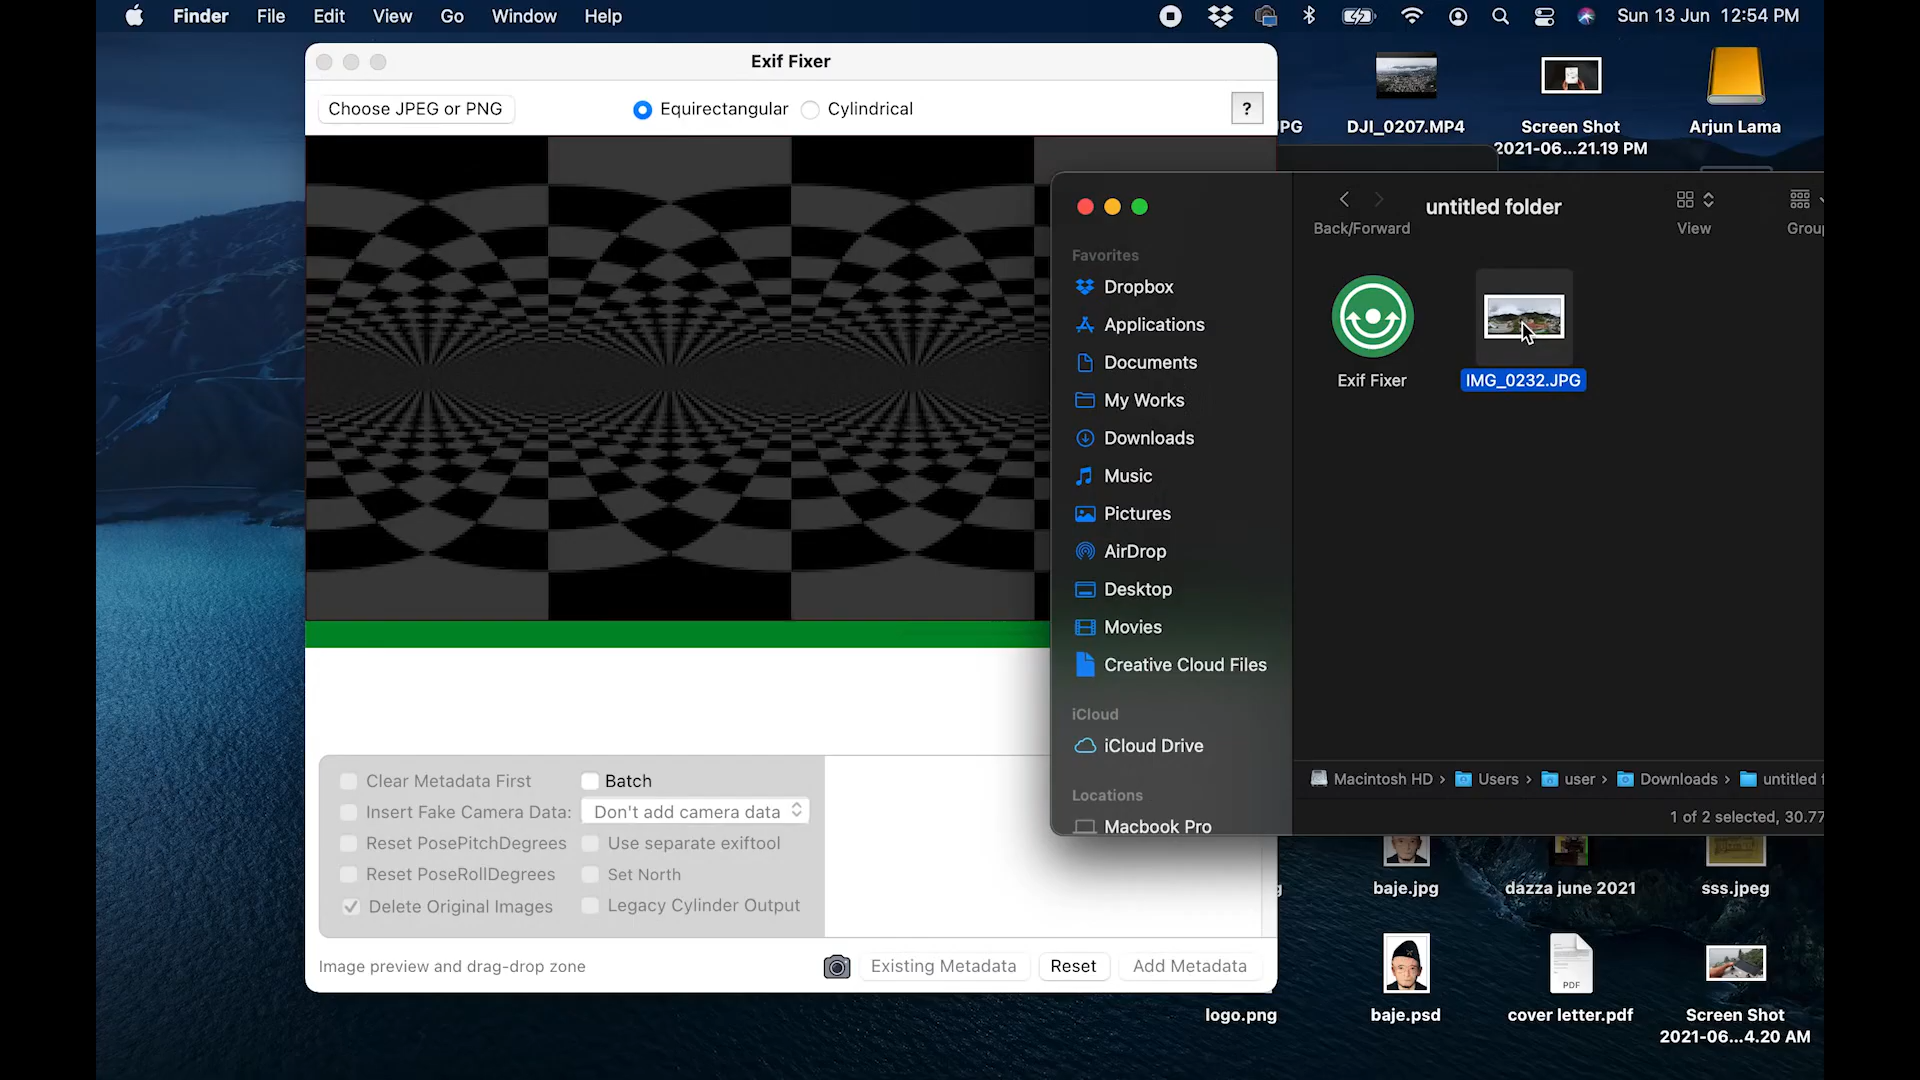 Finder File Edit View Go Window Help
Sun 13 Jun 12:54 PM
Exif Fixer
Choose JPEG or PNG
Equirectangular
Cylindrical
?
Clear Metadata First
Batch
Insert Fake Camera Data:
Don't add camera data
Reset PosePitchDegrees
Use separate exiftool
Reset PoseRollDegrees
Set North
Delete Original Images
Legacy Cylinder Output
Image preview and drag-drop zone
Existing Metadata
Reset
Add Metadata
Favorites
Dropbox
Applications
Documents
My Works
Downloads
Music
Pictures
AirDrop
Desktop
Movies
Creative Cloud Files
iCloud
iCloud Drive
Locations
Macbook Pro
untitled folder
Back/Forward
View
Grou
Exif Fixer
IMG_0232.JPG
Macintosh HD › Users › user › Downloads › untitled f
1 of 2 selected, 30.77
PG
DJI_0207.MP4
Screen Shot
2021-06...21.19 PM
Arjun Lama
baje.jpg
dazza june 2021
sss.jpeg
logo.png
baje.psd
PDF
cover letter.pdf
Screen Shot
2021-06...4.20 AM